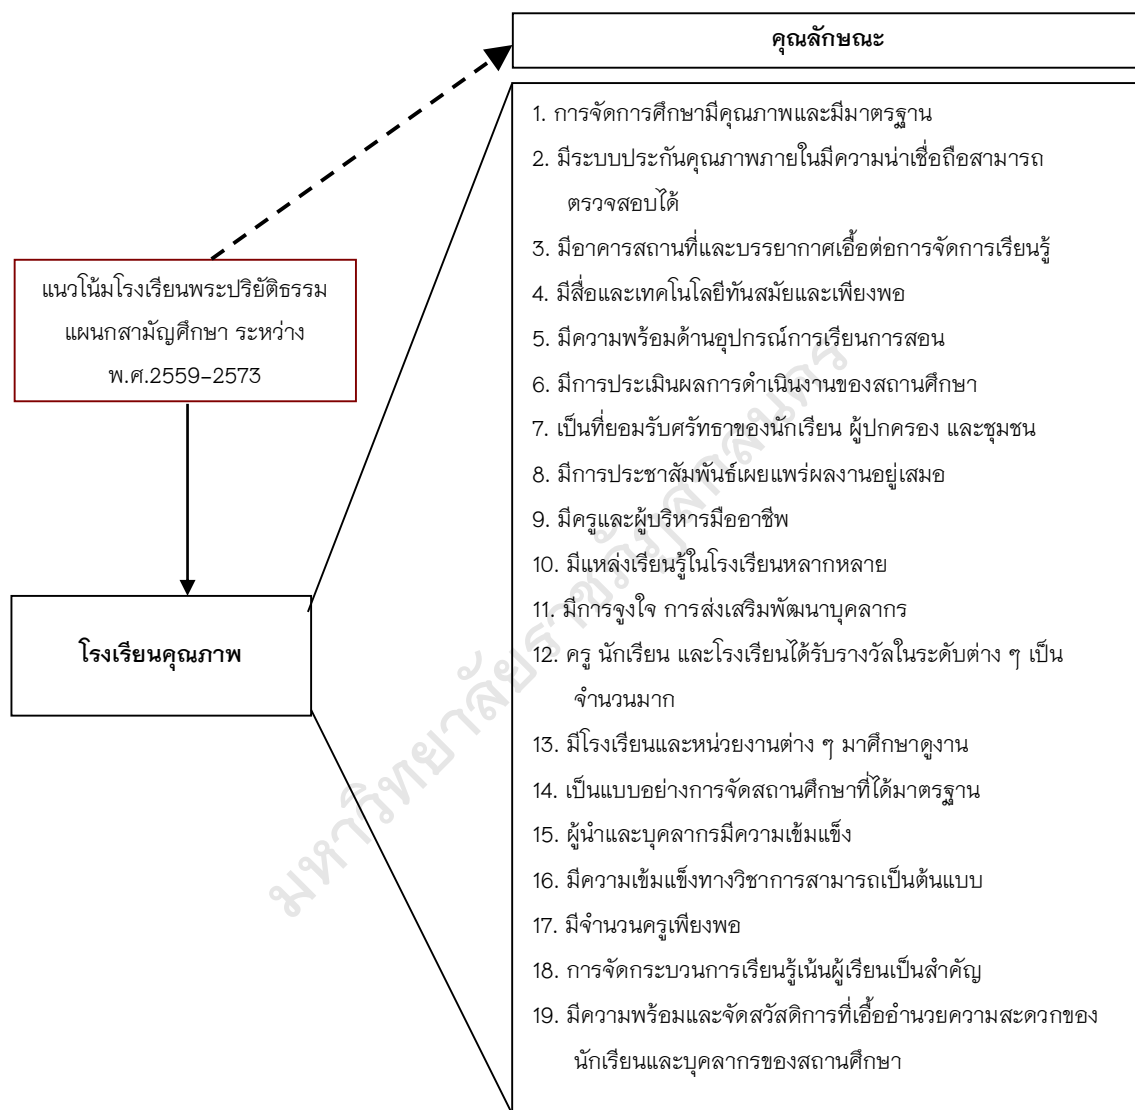 คุณลักษณะ
แนวโน้มโรงเรียนพระปริยัติธรรม
แผนกสามัญศึกษา ระหว่าง
พ.ศ.2559-2573
โรงเรียนคุณภาพ
1. การจัดการศึกษามีคุณภาพและมีมาตรฐาน
2. มีระบบประกันคุณภาพภายในมีความน่าเชื่อถือสามารถ
ตรวจสอบได้
3. มีอาคารสถานที่และบรรยากาศเอื้อต่อการจัดการเรียนรู้
4. มีสื่อและเทคโนโลยีทันสมัยและเพียงพอ
5. มีความพร้อมด้านอุปกรณ์การเรียนการสอน
6. มีการประเมินผลการดำเนินงานของสถานศึกษา
7. เป็นที่ยอมรับศรัทธาของนักเรียน ผู้ปกครอง และชุมชน
8. มีการประชาสัมพันธ์เผยแพร่ผลงานอยู่เสมอ
9. มีครูและผู้บริหารมืออาชีพ
10. มีแหล่งเรียนรู้ในโรงเรียนหลากหลาย
11. มีการจูงใจ การส่งเสริมพัฒนาบุคลากร
12. ครู นักเรียน และโรงเรียนได้รับรางวัลในระดับต่าง ๆ เป็น
จำนวนมาก
13. มีโรงเรียนและหน่วยงานต่าง ๆ มาศึกษาดูงาน
14. เป็นแบบอย่างการจัดสถานศึกษาที่ได้มาตรฐาน
15. ผู้นำและบุคลากรมีความเข้มแข็ง
16. มีความเข้มแข็งทางวิชาการสามารถเป็นต้นแบบ
17. มีจำนวนครูเพียงพอ
18. การจัดกระบวนการเรียนรู้เน้นผู้เรียนเป็นสำคัญ
19. มีความพร้อมและจัดสวัสดิการที่เอื้ออำนวยความสะดวกของ
นักเรียนและบุคลากรของสถานศึกษา
มหาวิทยาลัยราชภัฏสกลนคร